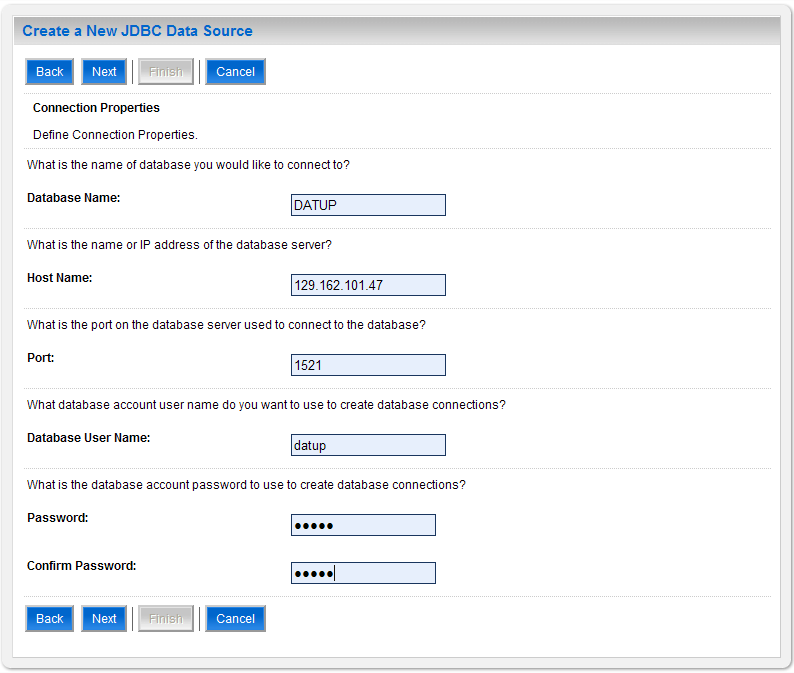 Create a New JDBC Data Source
Back Next Finish Cancel
Connection Properties
Define Connection Properties.
What is the name of database you would like to connect to?
Database Name: DATUP
What is the name or IP address of the database server?
Host Name: 129.162.101.47
What is the port on the database server used to connect to the database?
Port: 1521
What database account user name do you want to use to create database connections?
Database User Name: datup
What is the database account password to use to create database connections?
Password: •••••
Confirm Password: •••••
Back Next Finish Cancel